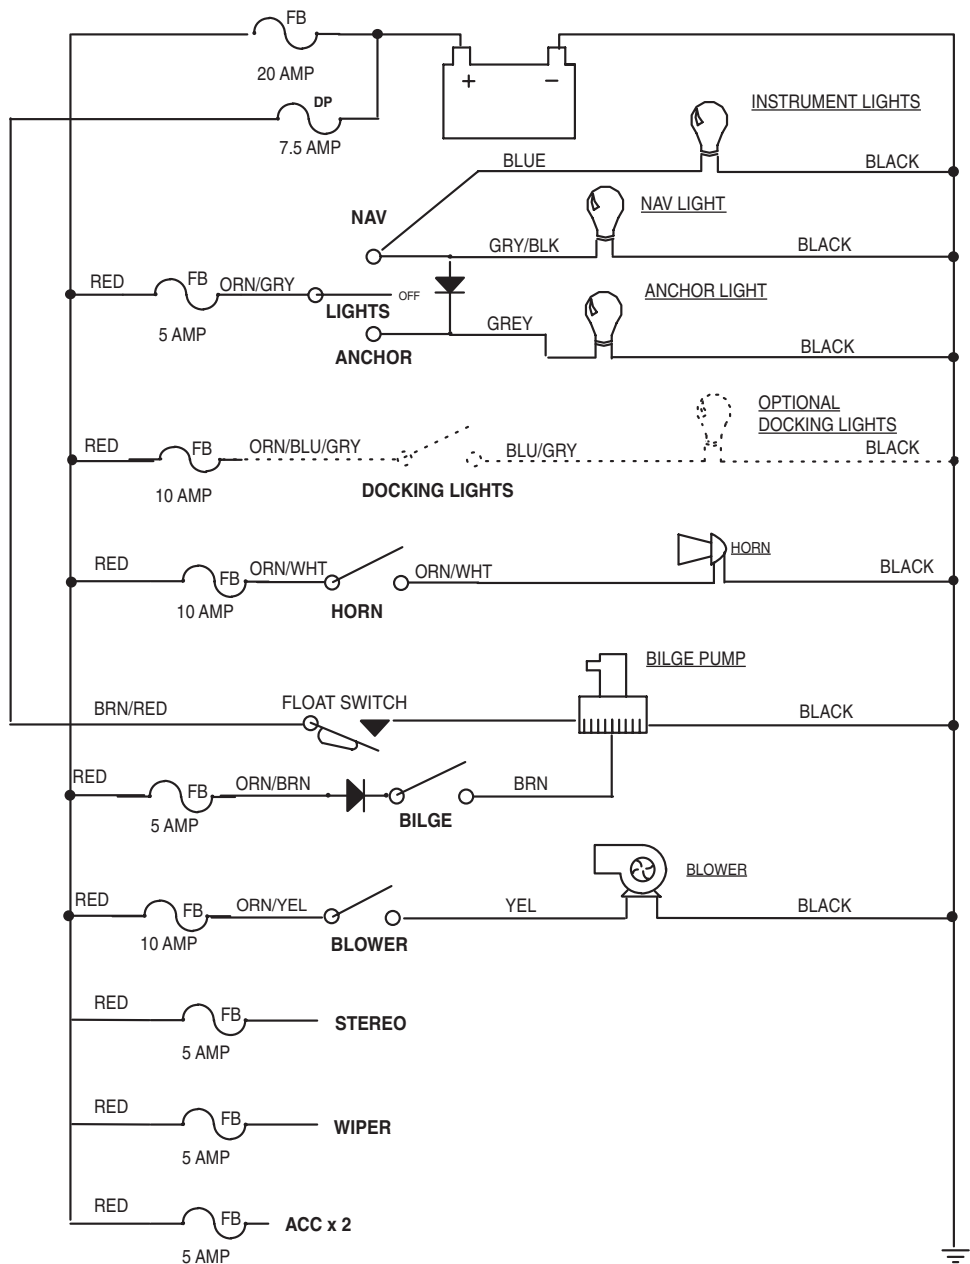 FB
20 AMP
+
−
DP
7.5 AMP
INSTRUMENT LIGHTS
BLUE
BLACK
NAV
NAV LIGHT
GRY/BLK
BLACK
RED
FB
ORN/GRY
OFF
LIGHTS
5 AMP
ANCHOR LIGHT
GREY
ANCHOR
BLACK
OPTIONAL
DOCKING LIGHTS
RED
FB
ORN/BLU/GRY
BLU/GRY
BLACK
10 AMP
DOCKING LIGHTS
HORN
RED
FB
ORN/WHT
ORN/WHT
BLACK
10 AMP
HORN
BILGE PUMP
BRN/RED
FLOAT SWITCH
BLACK
RED
FB
ORN/BRN
BRN
5 AMP
BILGE
BLOWER
RED
FB
ORN/YEL
YEL
BLACK
10 AMP
BLOWER
RED
FB
STEREO
5 AMP
RED
FB
WIPER
5 AMP
RED
FB
ACC x 2
5 AMP